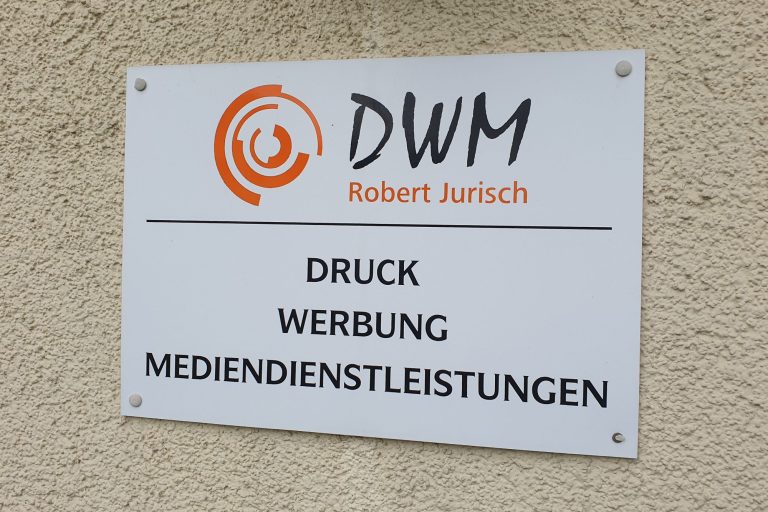 DWM
Robert Jurisch
DRUCK
WERBUNG
MEDIENDIENSTLEISTUNGEN